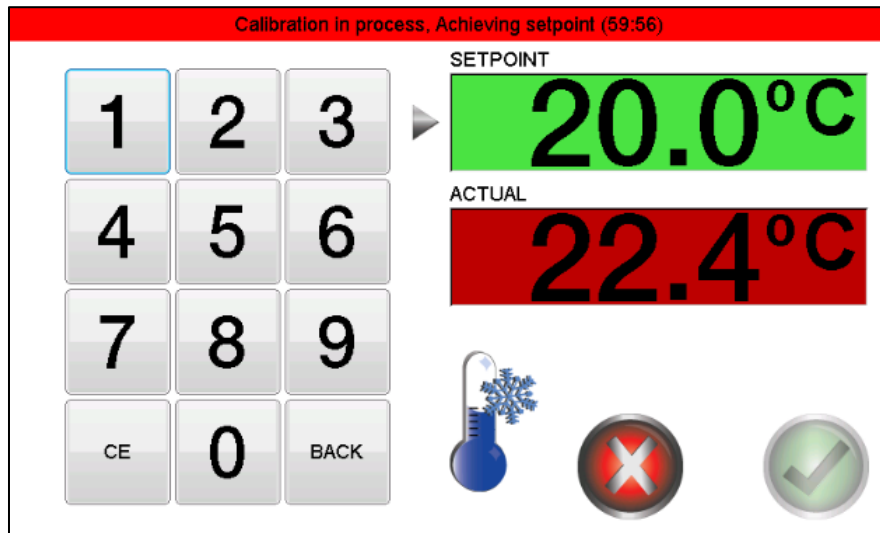 Calibration in process, Achieving setpoint (59:56)
SETPOINT
20.0°C
ACTUAL
22.4°C
1 2 3
4 5 6
7 8 9
CE 0 BACK